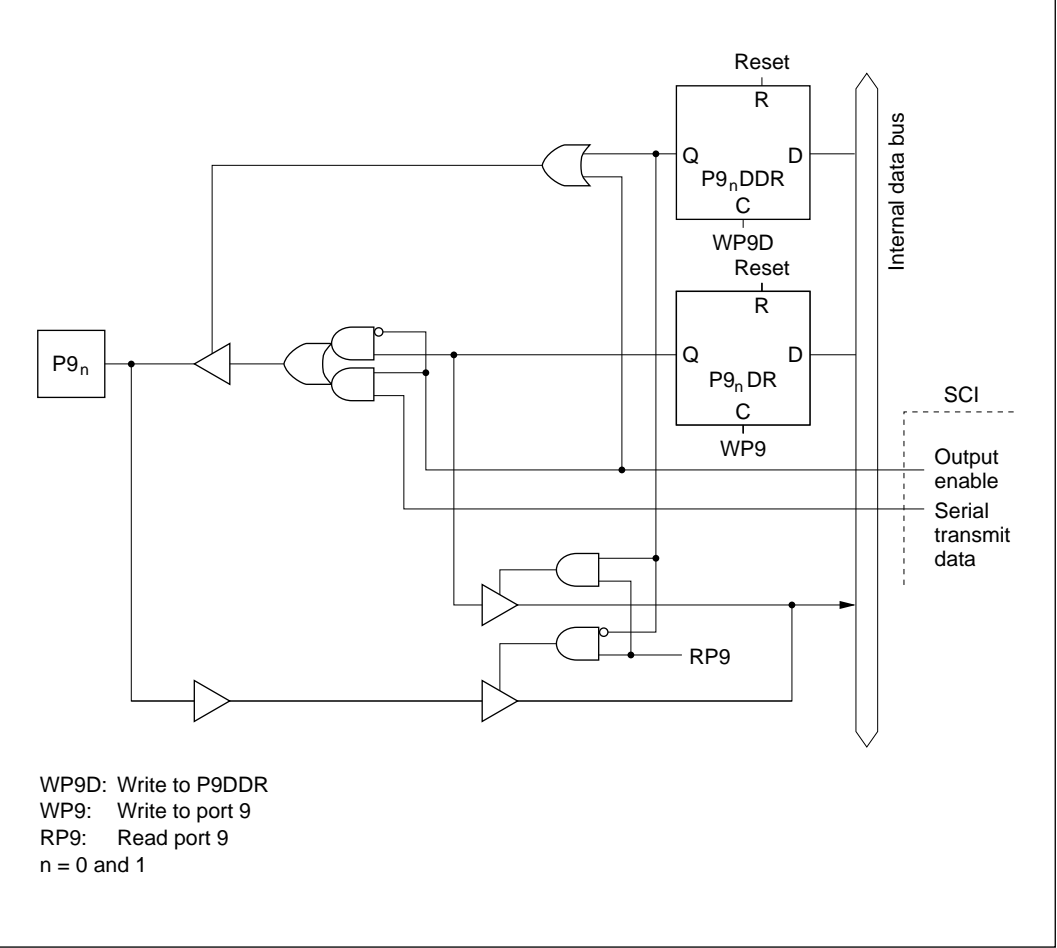 Reset
R
Q
D
P9nDDR
C
WP9D
Internal data bus
Reset
R
Q
D
P9n DR
C
WP9
P9n
SCI
Output
enable
Serial
transmit
data
RP9
WP9D: Write to P9DDR
WP9: Write to port 9
RP9: Read port 9
n = 0 and 1